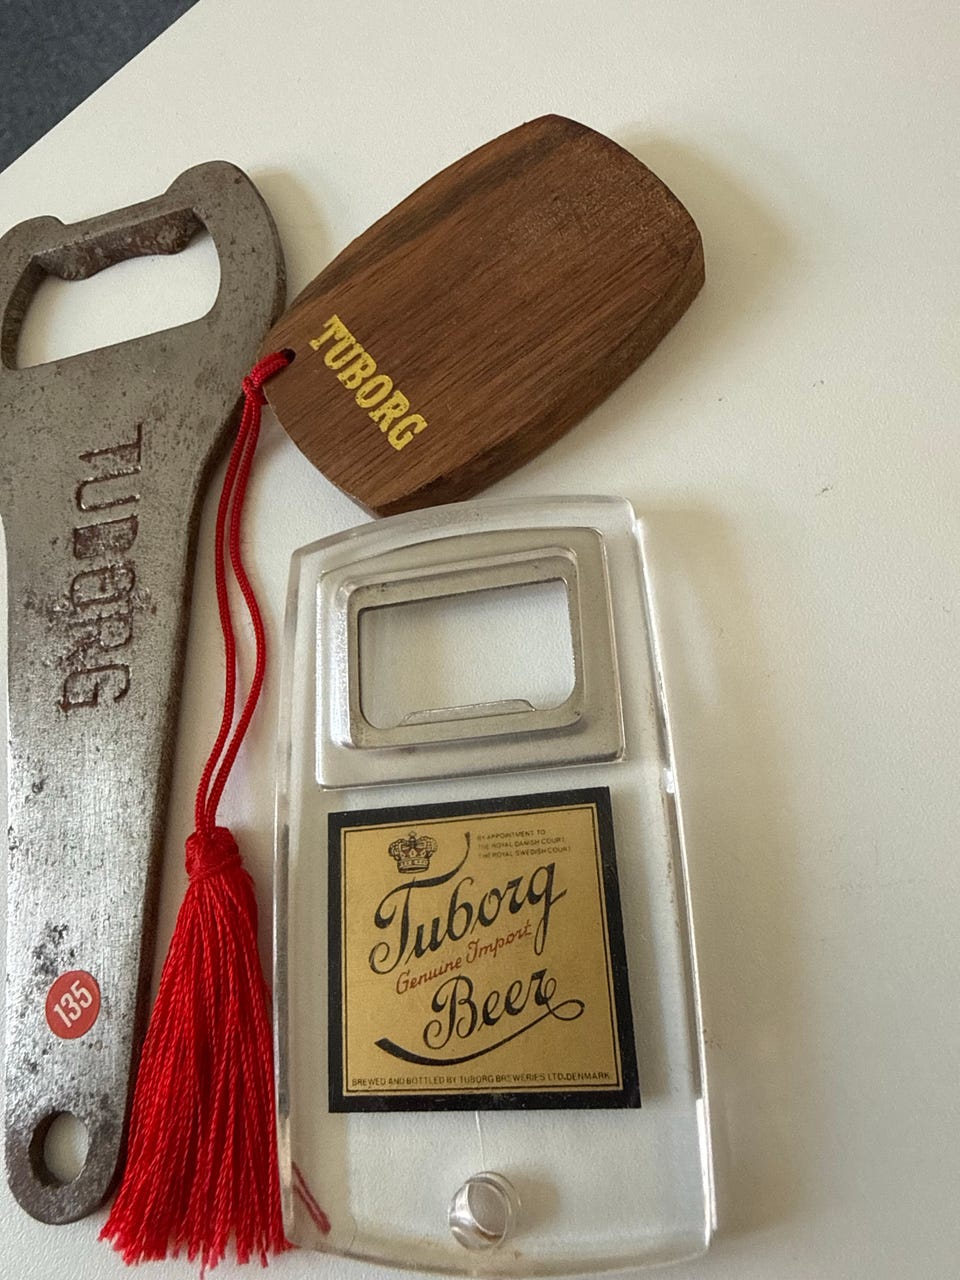 TUBORG
TUBORG
135
BY APPOINTMENT TO
THE ROYAL DANISH COURT
THE ROYAL SWEDISH COURT
Tuborg
Genuine Import
Beer
BREWED AND BOTTLED BY TUBORG BREWERIES LTD. DENMARK